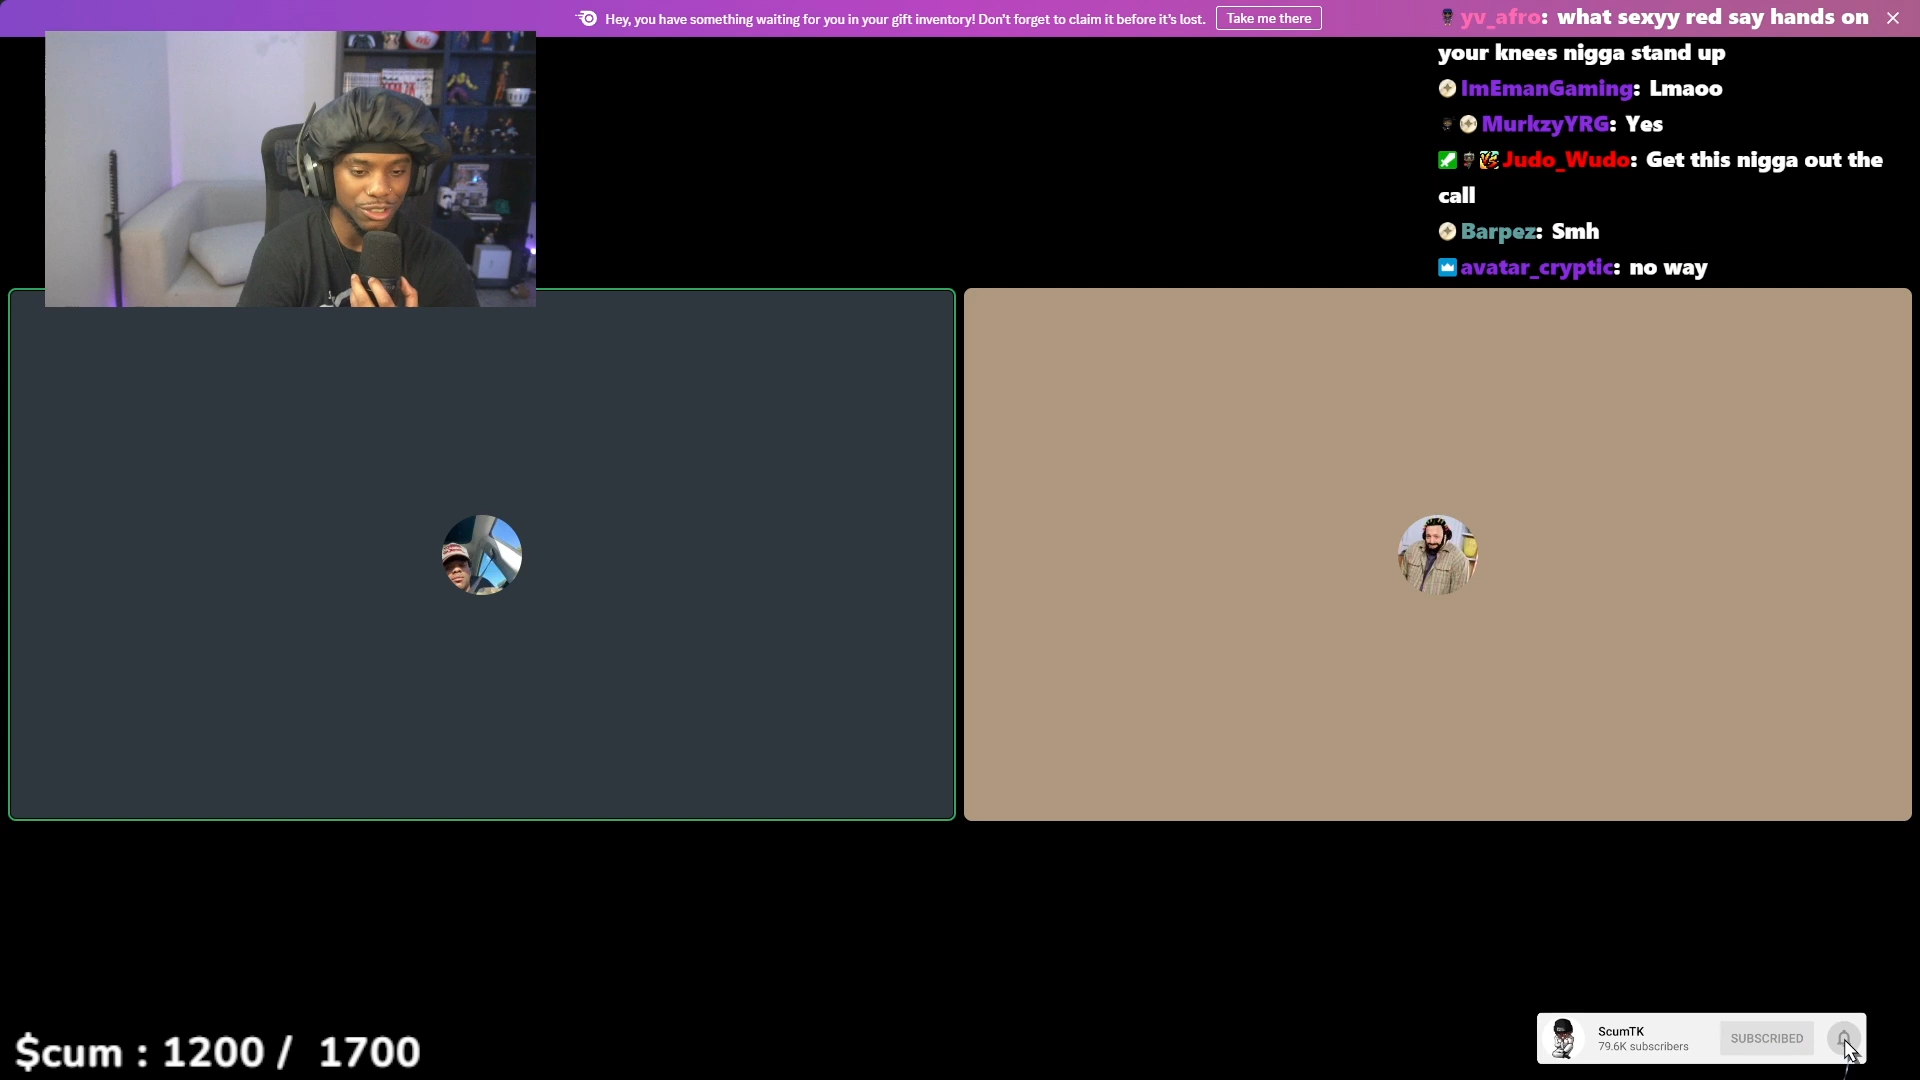 Hey, you have something waiting for you in your gift inventory! Don't forget to claim it before it's lost.
Take me there
yv_afro: what sexyy red say hands on
your knees nigga stand up
ImEmanGaming: Lmaoo
MurkzyYRG: Yes
Judo_Wudo: Get this nigga out the
call
Barpez: Smh
avatar_cryptic: no way
$cum : 1200 / 1700
ScumTK
79.6K subscribers
SUBSCRIBED